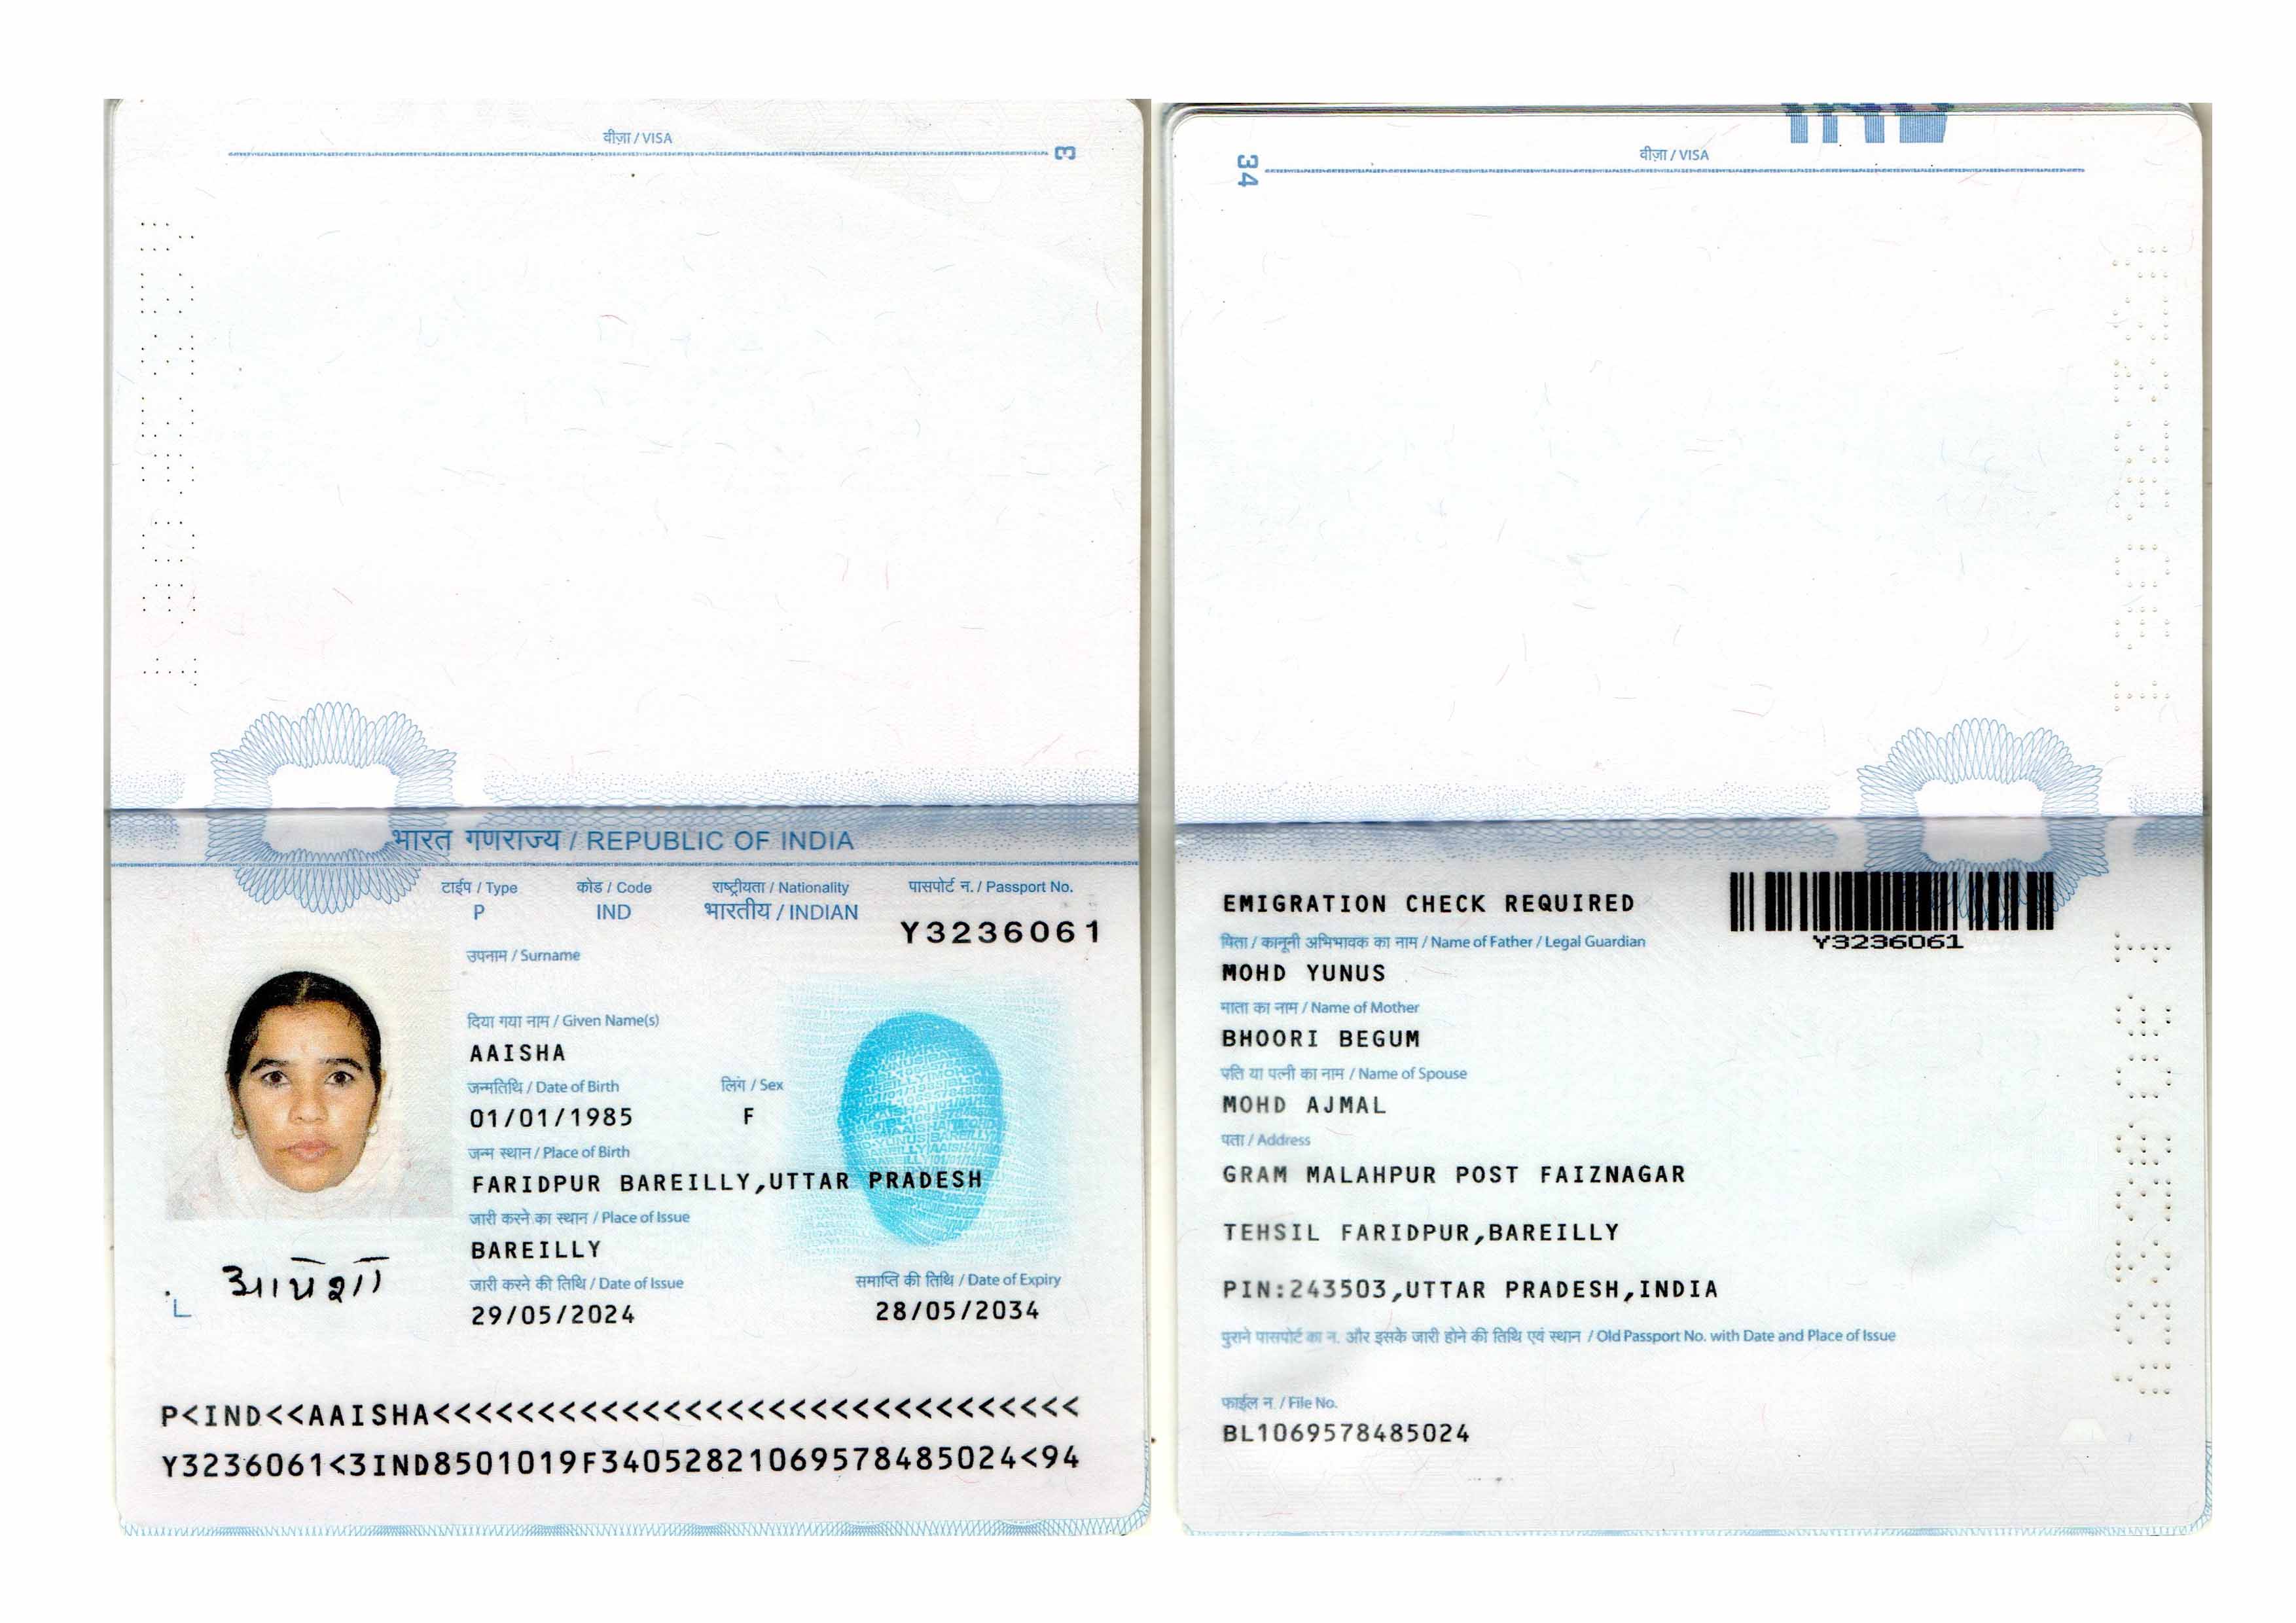 वीज़ा / VISA
3
भारत गणराज्य / REPUBLIC OF INDIA
टाईप / Type
कोड / Code
राष्ट्रीयता / Nationality
पासपोर्ट न. / Passport No.
P
IND
भारतीय / INDIAN
Y3236061
उपनाम / Surname
दिया गया नाम / Given Name(s)
AAISHA
जन्मतिथि / Date of Birth
लिंग / Sex
01/01/1985
F
जन्म स्थान / Place of Birth
FARIDPUR BAREILLY,UTTAR PRADESH
जारी करने का स्थान / Place of Issue
BAREILLY
जारी करने की तिथि / Date of Issue
समाप्ति की तिथि / Date of Expiry
29/05/2024
28/05/2034
P<IND<<AAISHA<<<<<<<<<<<<<<<<<<<<<<<<<<<<<<<
Y3236061<3IND8501019F34052821069578485024<94
34
वीज़ा / VISA
EMIGRATION CHECK REQUIRED
Y3236061
पिता / कानूनी अभिभावक का नाम / Name of Father / Legal Guardian
MOHD YUNUS
माता का नाम / Name of Mother
BHOORI BEGUM
पति या पत्नी का नाम / Name of Spouse
MOHD AJMAL
पता / Address
GRAM MALAHPUR POST FAIZNAGAR
TEHSIL FARIDPUR,BAREILLY
PIN:243503,UTTAR PRADESH,INDIA
पुराने पासपोर्ट का न. और इसके जारी होने की तिथि एवं स्थान / Old Passport No. with Date and Place of Issue
फाईल न. / File No.
BL1069578485024